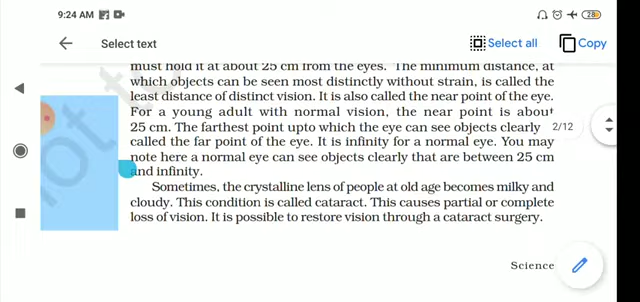 9:24 AM
28
Select text
Select all
Copy
must hold it at about 25 cm from the eyes. The minimum distance, at
which objects can be seen most distinctly without strain, is called the
least distance of distinct vision. It is also called the near point of the eye.
For a young adult with normal vision, the near point is about
25 cm. The farthest point upto which the eye can see objects clearly
2/12
called the far point of the eye. It is infinity for a normal eye. You may
note here a normal eye can see objects clearly that are between 25 cm
and infinity.
Sometimes, the crystalline lens of people at old age becomes milky and
cloudy. This condition is called cataract. This causes partial or complete
loss of vision. It is possible to restore vision through a cataract surgery.
Science
not t